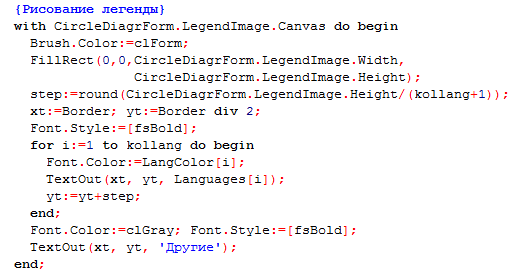 {Рисование легенды}
with CircleDiagrForm.LegendImage.Canvas do begin
  Brush.Color:=clForm;
  FillRect(0,0,CircleDiagrForm.LegendImage.Width,
               CircleDiagrForm.LegendImage.Height);
  step:=round(CircleDiagrForm.LegendImage.Height/(kollang+1));
  xt:=Border; yt:=Border div 2;
  Font.Style:=[fsBold];
  for i:=1 to kollang do begin
    Font.Color:=LangColor[i];
    TextOut(xt, yt, Languages[i]);
    yt:=yt+step;
  end;
  Font.Color:=clGray; Font.Style:=[fsBold];
  TextOut(xt, yt, 'Другие');
end;